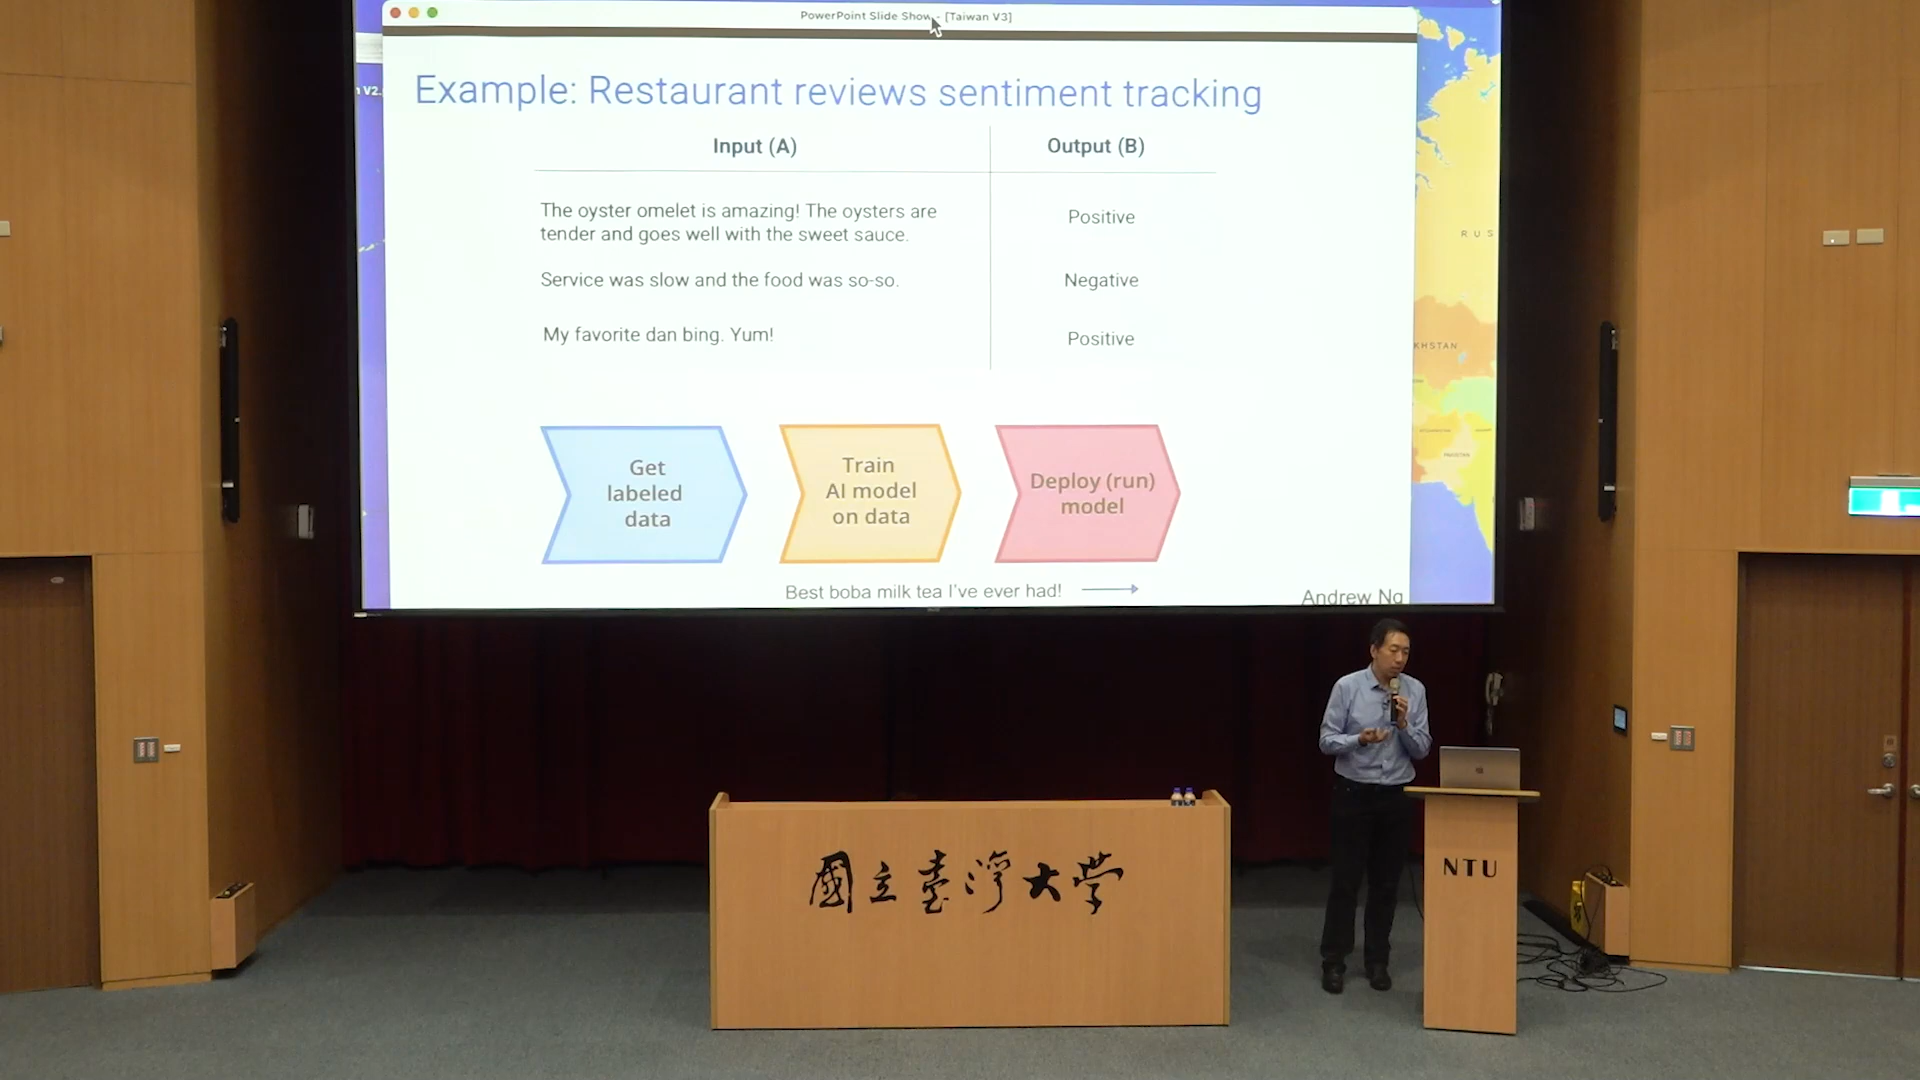 PowerPoint Slide Show - [Taiwan V3]
V2.
Example: Restaurant reviews sentiment tracking
Input (A)
Output (B)
The oyster omelet is amazing! The oysters are
tender and goes well with the sweet sauce.
Positive
Service was slow and the food was so-so.
Negative
My favorite dan bing. Yum!
Positive
Get
labeled
data
Train
AI model
on data
Deploy (run)
model
Best boba milk tea I've ever had!
Andrew Ng
RUS
KHSTAN
國立臺灣大學
NTU